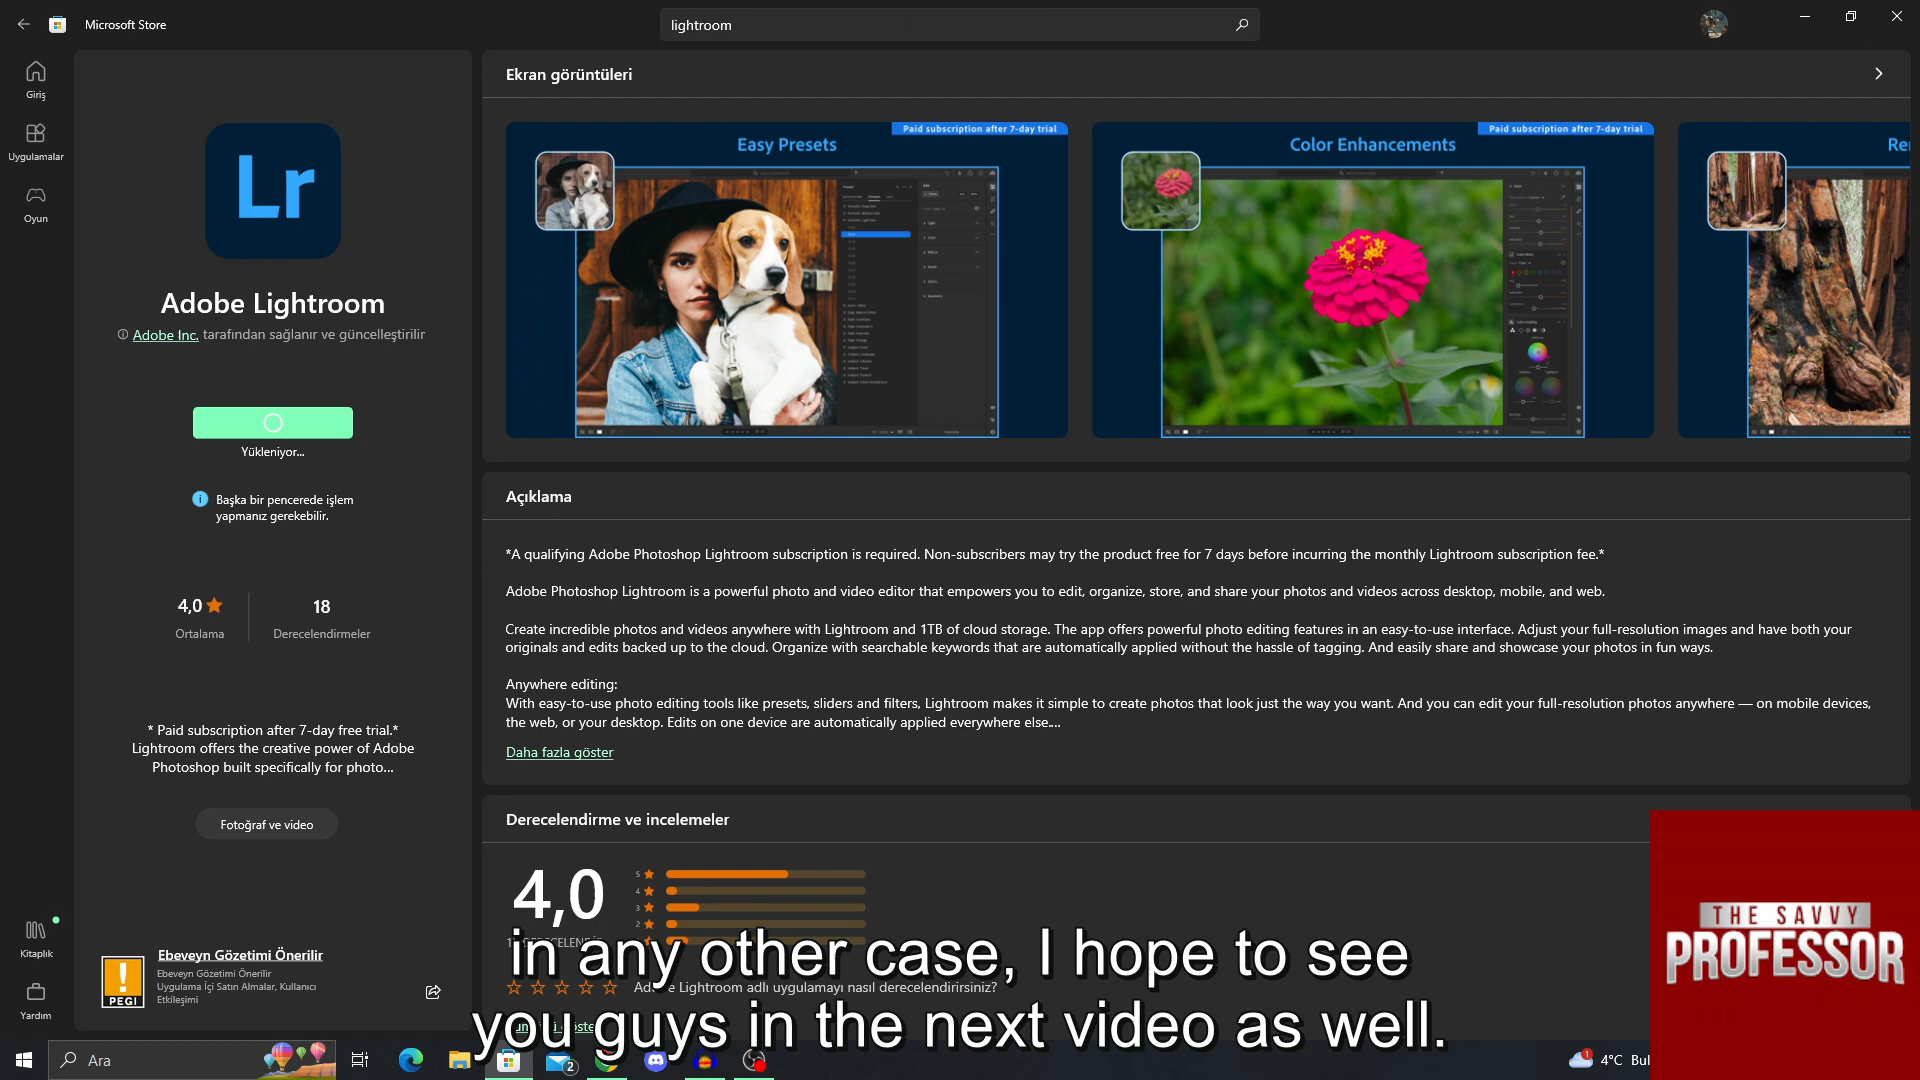 Microsoft Store
lightroom
Giriş
Uygulamalar
Oyun
Lr
Adobe Lightroom
Adobe Inc. tarafından sağlanır ve güncelleştirilir
Yükleniyor...
Başka bir pencerede işlem
yapmanız gerekebilir.
4,0
Ortalama
18
Derecelendirmeler
* Paid subscription after 7-day free trial.*
Lightroom offers the creative power of Adobe
Photoshop built specifically for photo...
Fotoğraf ve video
Kitaplık
Yardım
PEGI
Ebeveyn Gözetimi Önerilir
Ebeveyn Gözetimi Önerilir
Uygulama İçi Satın Almalar, Kullanıcı
Etkileşimi
Ekran görüntüleri
Paid subscription after 7-day trial
Easy Presets
Paid subscription after 7-day trial
Color Enhancements
Açıklama
*A qualifying Adobe Photoshop Lightroom subscription is required. Non-subscribers may try the product free for 7 days before incurring the monthly Lightroom subscription fee.*
Adobe Photoshop Lightroom is a powerful photo and video editor that empowers you to edit, organize, store, and share your photos and videos across desktop, mobile, and web.
Create incredible photos and videos anywhere with Lightroom and 1TB of cloud storage. The app offers powerful photo editing features in an easy-to-use interface. Adjust your full-resolution images and have both your
originals and edits backed up to the cloud. Organize with searchable keywords that are automatically applied without the hassle of tagging. And easily share and showcase your photos in fun ways.
Anywhere editing:
With easy-to-use photo editing tools like presets, sliders and filters, Lightroom makes it simple to create photos that look just the way you want. And you can edit your full-resolution photos anywhere — on mobile devices,
the web, or your desktop. Edits on one device are automatically applied everywhere else....
Daha fazla göster
Derecelendirme ve incelemeler
4,0
5
4
3
2
Lightroom adlı uygulamayı nasıl derecelendirirsiniz?
in any other case, I hope to see
you guys in the next video as well.
THE SAVVY
PROFESSOR
Ara
2
1
4°C